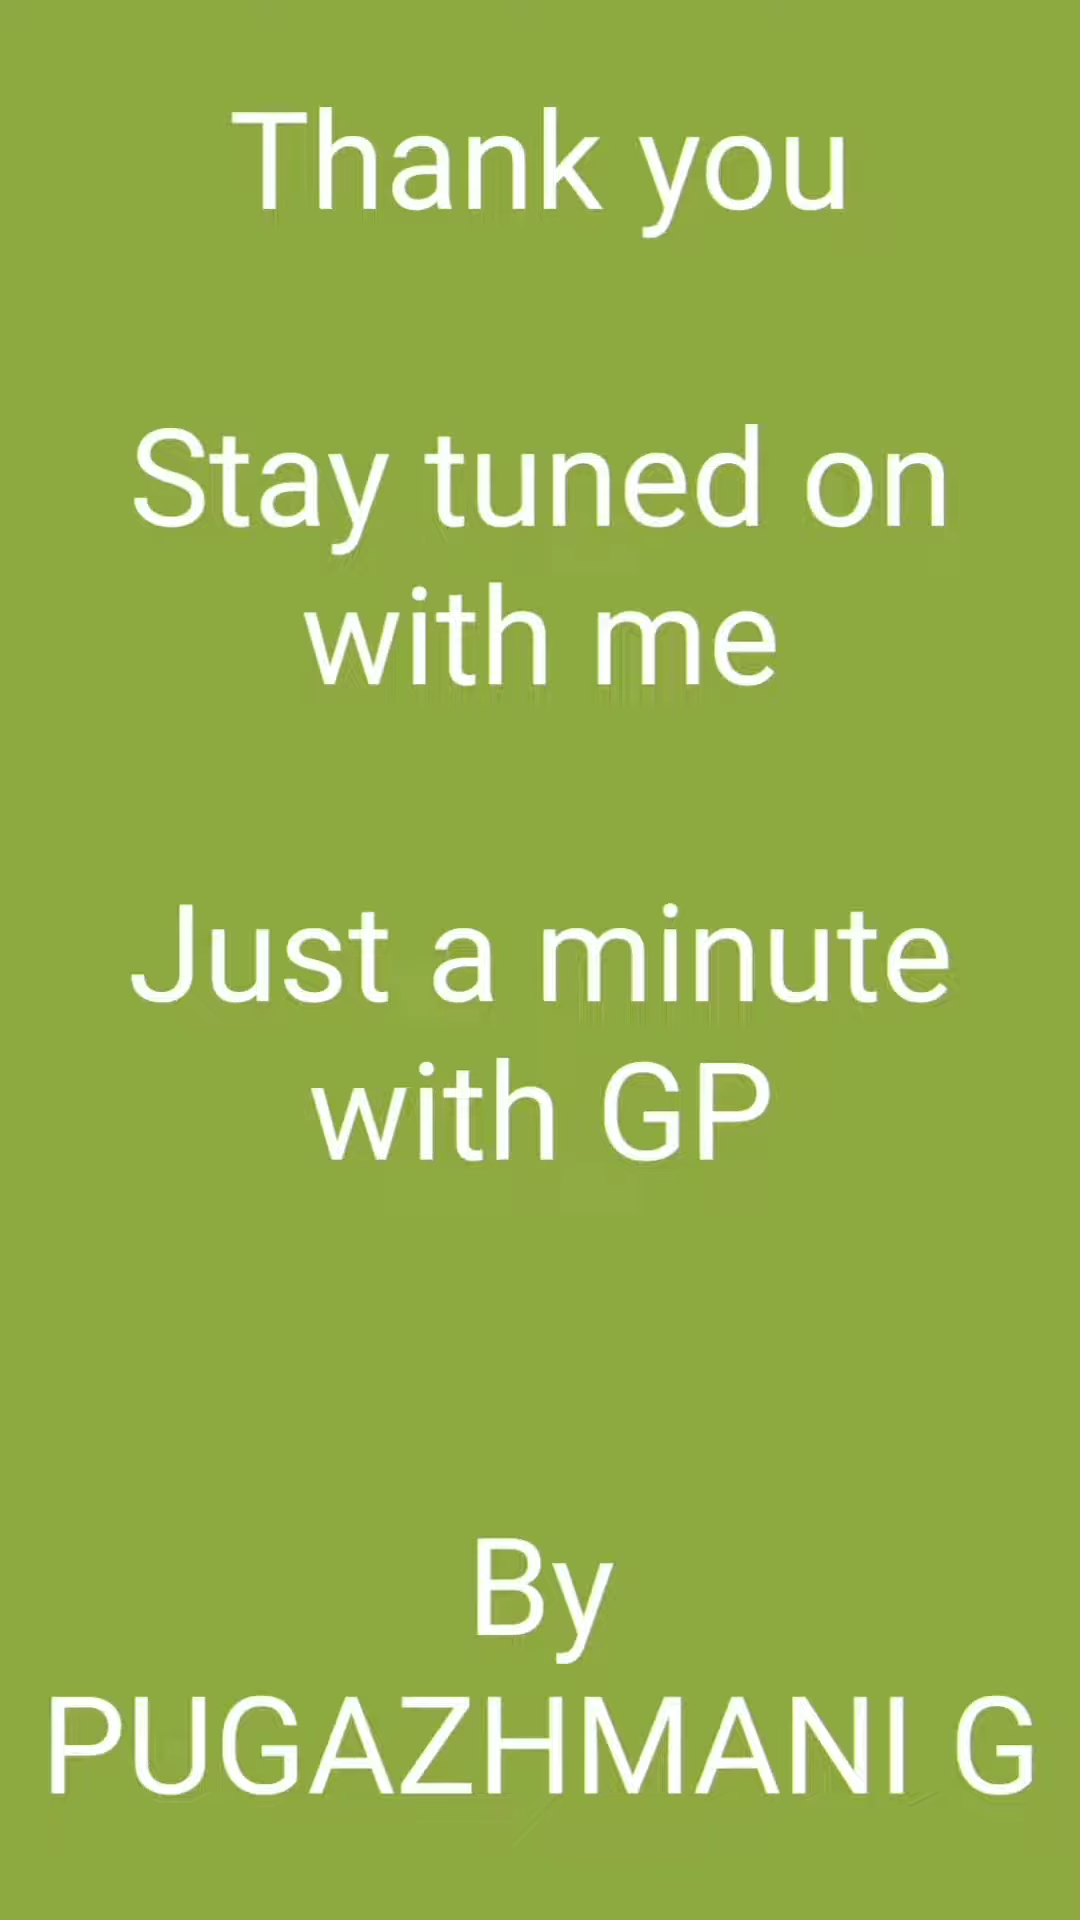 Thank you
Stay tuned on
with me
Just a minute
with GP
By
PUGAZHMANI G